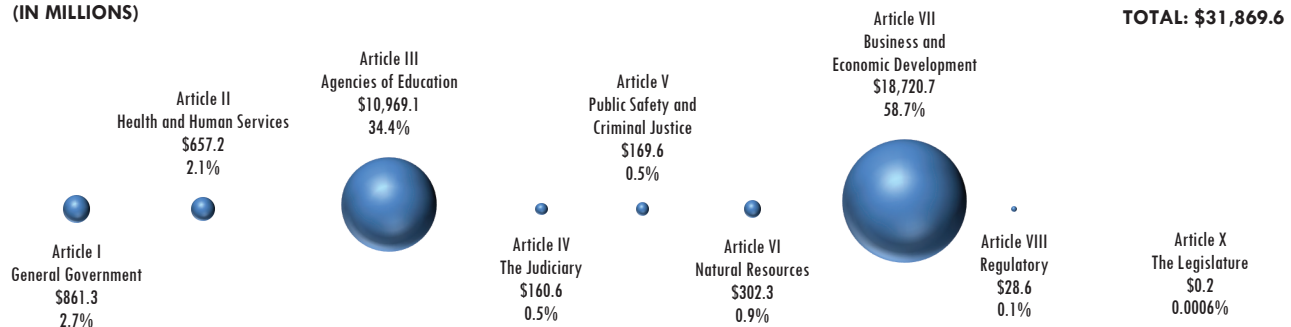 (IN MILLIONS)
TOTAL: $31,869.6
Article I
General Government
$861.3
2.7%
Article II
Health and Human Services
$657.2
2.1%
Article III
Agencies of Education
$10,969.1
34.4%
Article IV
The Judiciary
$160.6
0.5%
Article V
Public Safety and
Criminal Justice
$169.6
0.5%
Article VI
Natural Resources
$302.3
0.9%
Article VII
Business and
Economic Development
$18,720.7
58.7%
Article VIII
Regulatory
$28.6
0.1%
Article X
The Legislature
$0.2
0.0006%